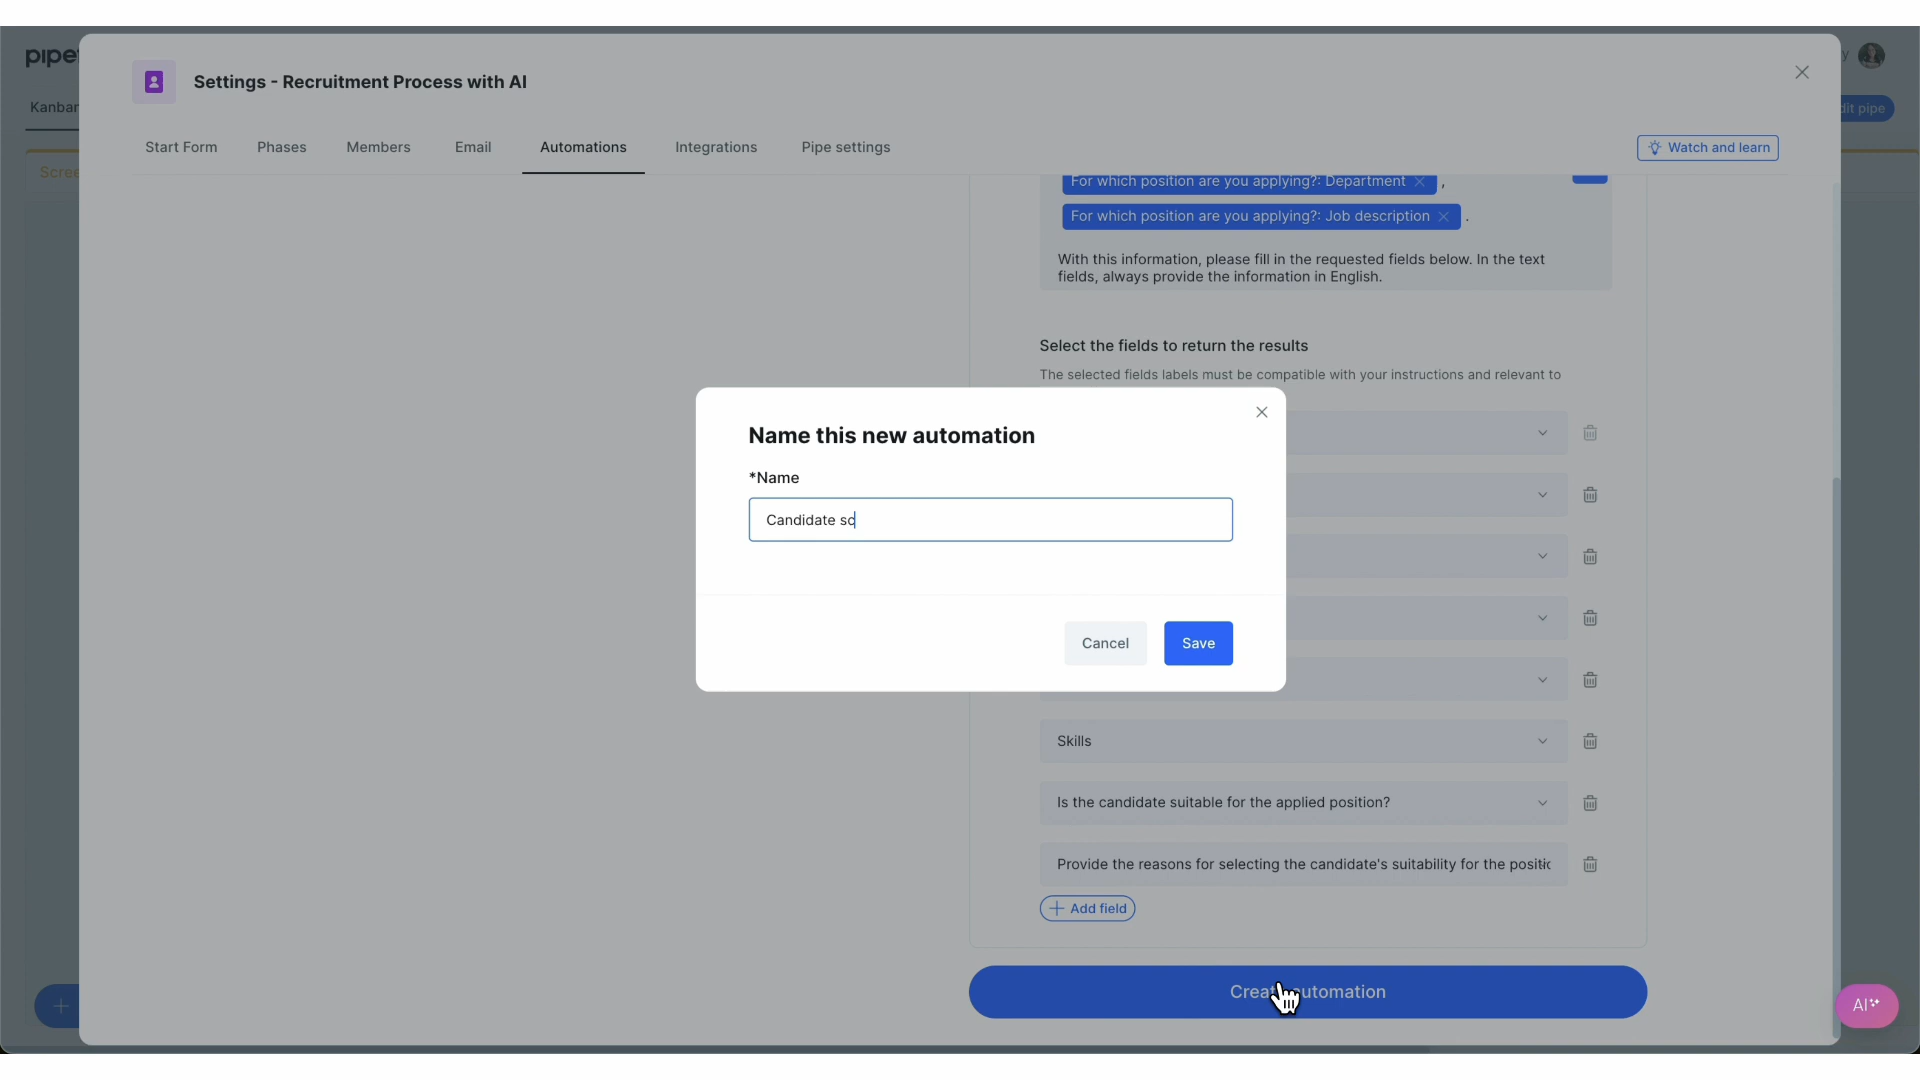 Settings - Recruitment Process with AI
Start Form Phases Members Email Automations Integrations Pipe settings
Watch and learn
For which position are you applying?: Department ,
For which position are you applying?: Job description .
With this information, please fill in the requested fields below. In the text
fields, always provide the information in English.
Select the fields to return the results
The selected fields labels must be compatible with your instructions and relevant to
Name this new automation
*Name
Candidate sc
Cancel
Save
Skills
Is the candidate suitable for the applied position?
Provide the reasons for selecting the candidate's suitability for the
Add field
automation
AI